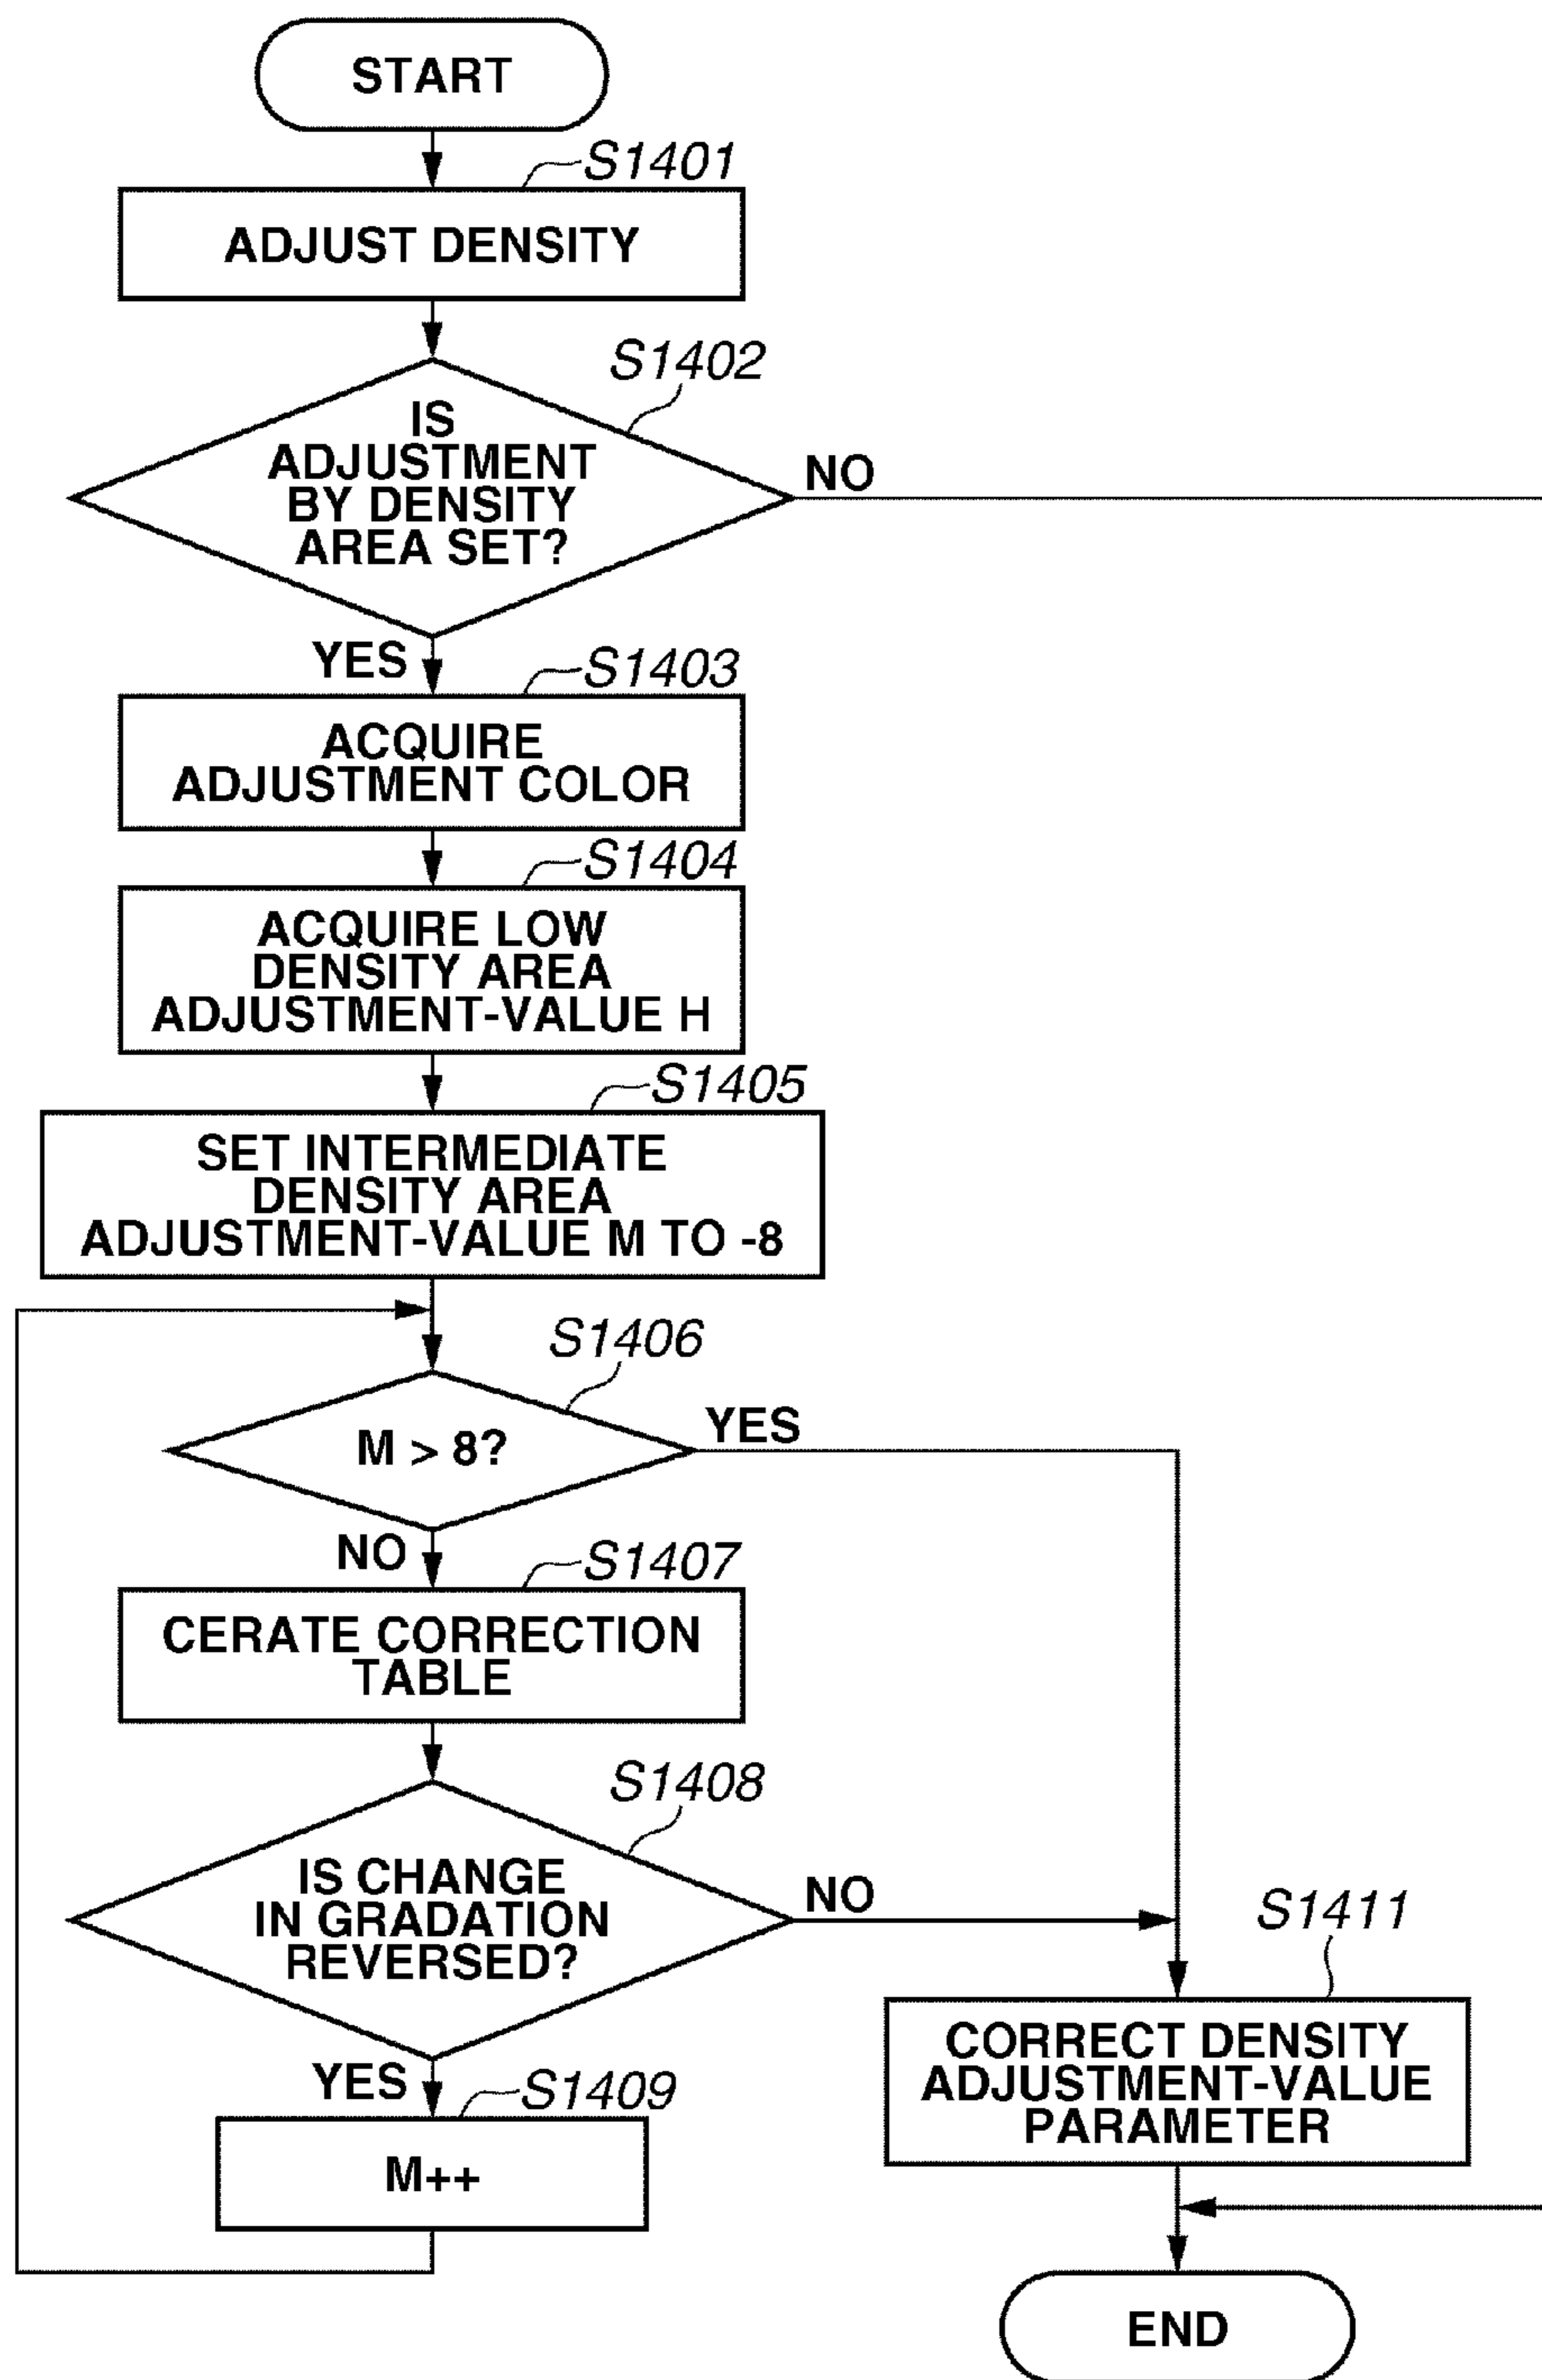 START
S1401
ADJUST DENSITY
S1402
IS
ADJUSTMENT
BY DENSITY
AREA SET?
NO
YES
S1403
ACQUIRE
ADJUSTMENT COLOR
S1404
ACQUIRE LOW
DENSITY AREA
ADJUSTMENT-VALUE H
S1405
SET INTERMEDIATE
DENSITY AREA
ADJUSTMENT-VALUE M TO -8
S1406
M > 8?
YES
NO
S1407
CERATE CORRECTION
TABLE
S1408
IS CHANGE
IN GRADATION
REVERSED?
NO
S1411
CORRECT DENSITY
ADJUSTMENT-VALUE
PARAMETER
YES
S1409
M++
END